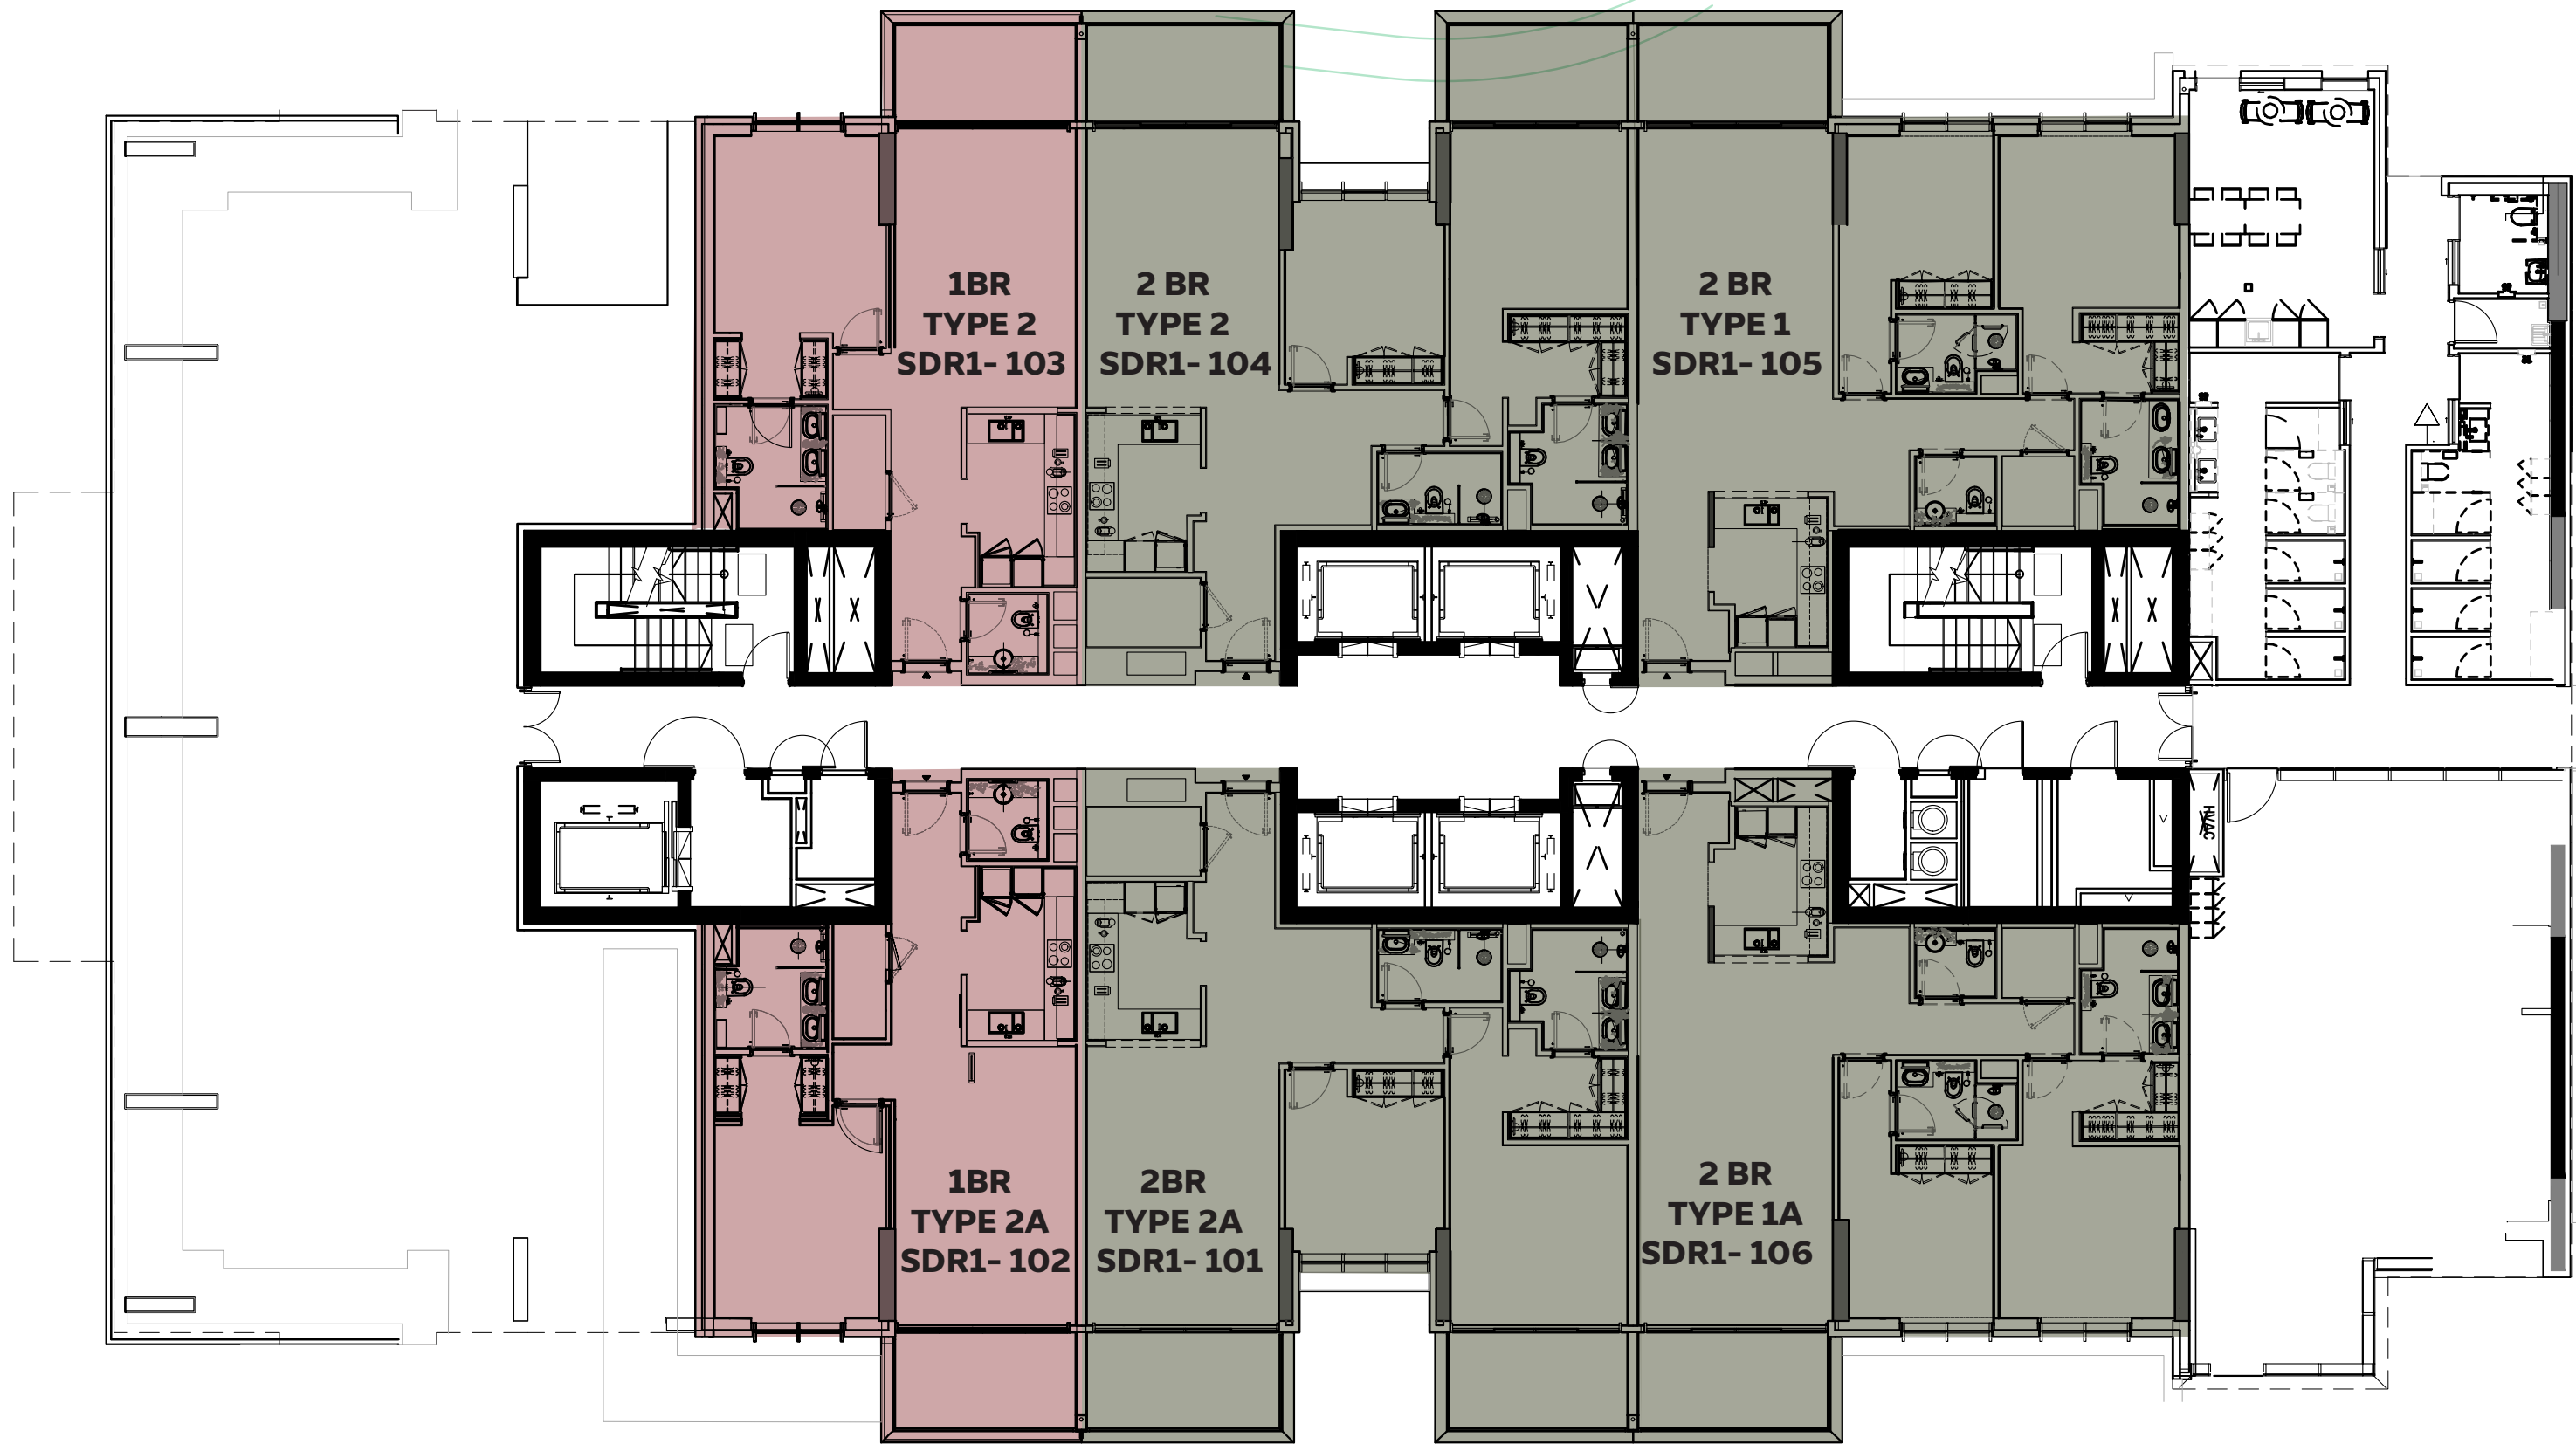 1BR
TYPE 2
SDR1- 103
2 BR
TYPE 2
SDR1- 104
2 BR
TYPE 1
SDR1- 105
HVAC
1BR
TYPE 2A
SDR1- 102
2BR
TYPE 2A
SDR1- 101
2 BR
TYPE 1A
SDR1- 106